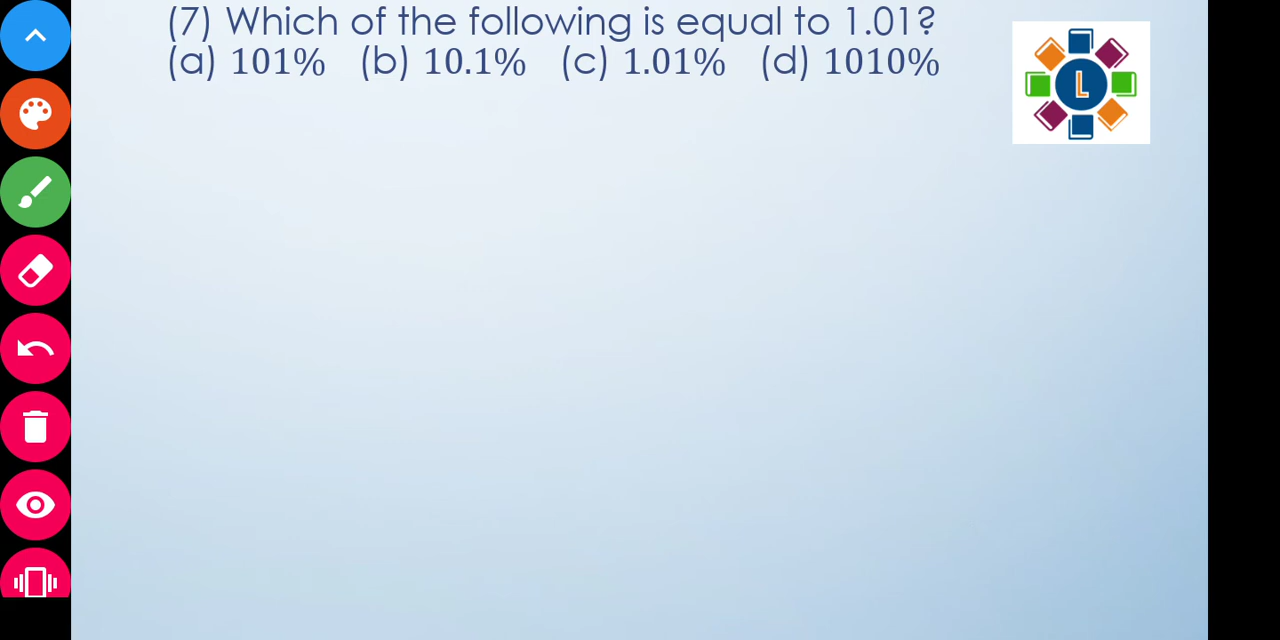 (7) Which of the following is equal to 1.01?
(a) 101% (b) 10.1% (c) 1.01% (d) 1010%
L